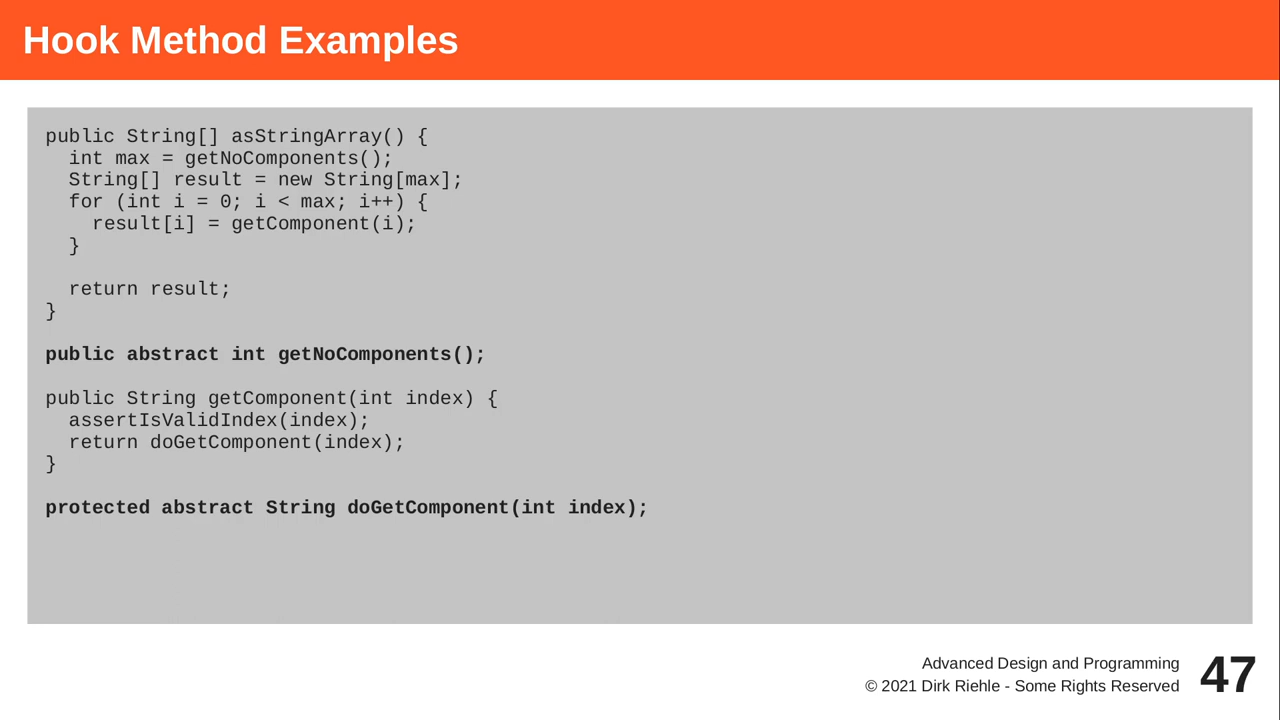 Hook Method Examples
public String[] asStringArray() {
  int max = getNoComponents();
  String[] result = new String[max];
  for (int i = 0; i < max; i++) {
    result[i] = getComponent(i);
  }

  return result;
}

public abstract int getNoComponents();

public String getComponent(int index) {
  assertIsValidIndex(index);
  return doGetComponent(index);
}

protected abstract String doGetComponent(int index);
Advanced Design and Programming
© 2021 Dirk Riehle - Some Rights Reserved
47